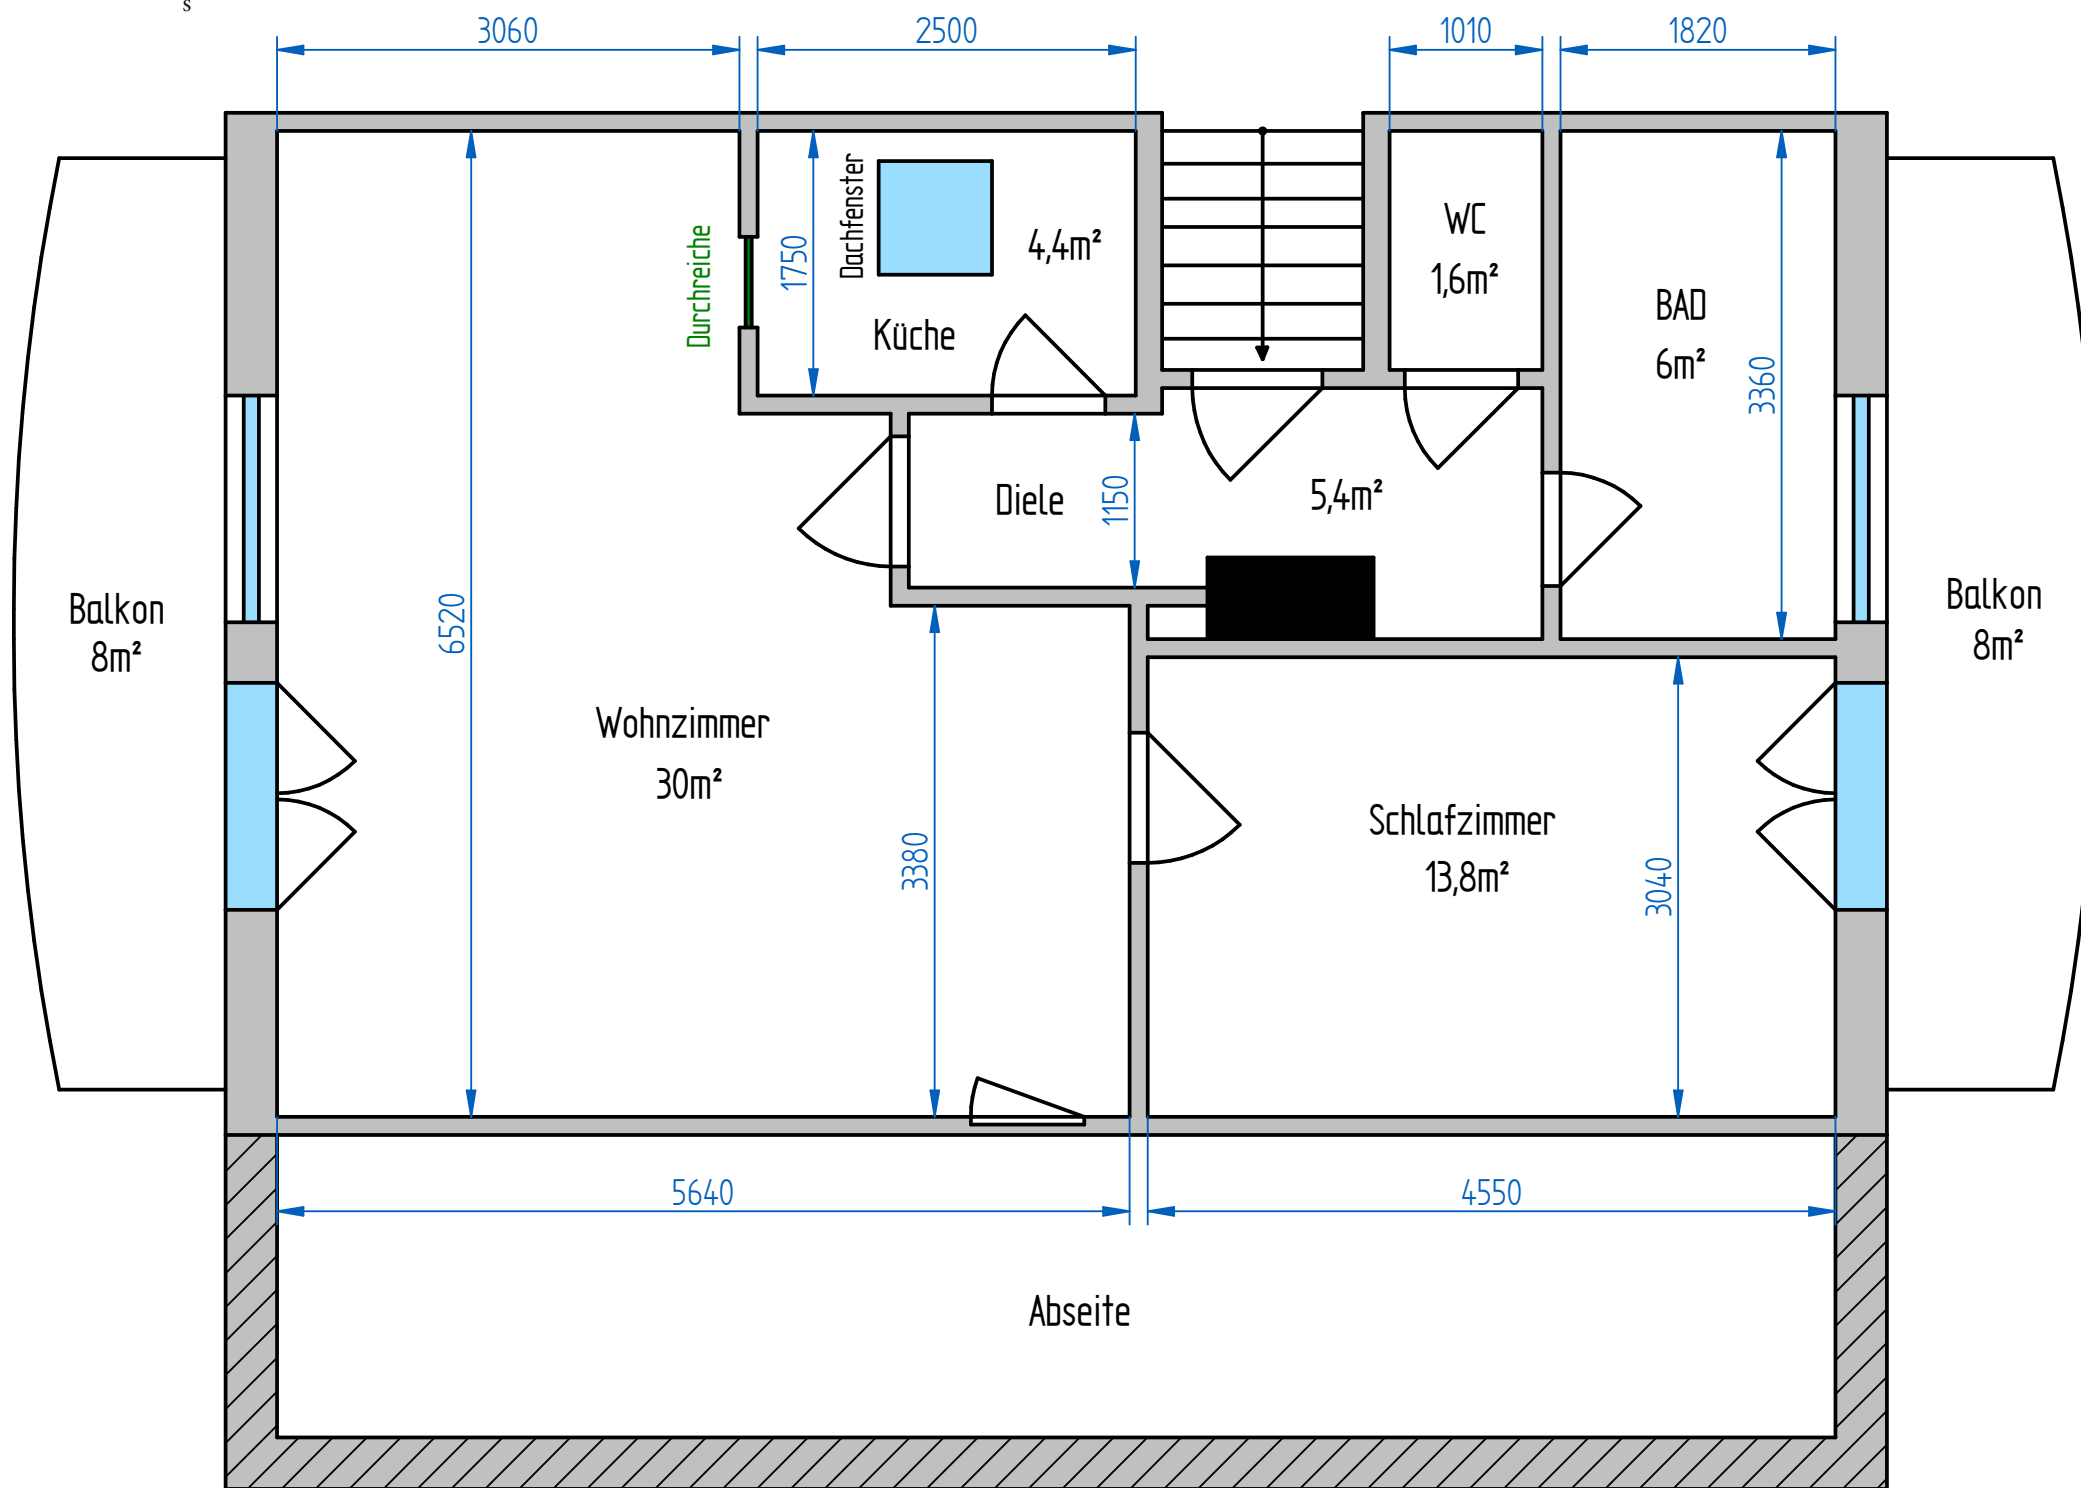 s
3060
2500
1010
1820
Durchreiche
1750
Dachfenster
4,4m²
Küche
WC
1,6m²
BAD
6m²
3360
Diele
1150
5,4m²
Balkon
8m²
6520
Balkon
8m²
Wohnzimmer
30m²
3380
Schlafzimmer
13,8m²
3040
5640
4550
Abseite